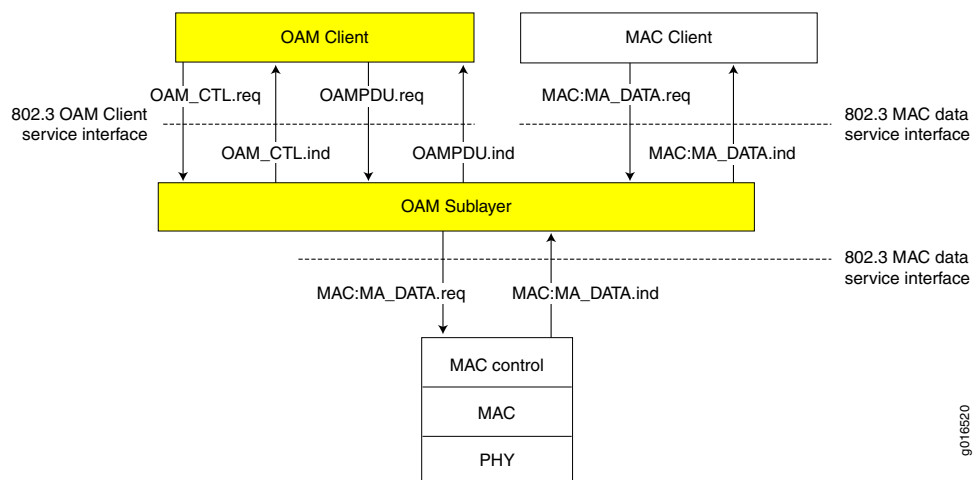 OAM Client
MAC Client
OAM_CTL.req
OAMPDU.req
MAC:MA_DATA.req
802.3 OAM Client
service interface
802.3 MAC data
service interface
OAM_CTL.ind
OAMPDU.ind
MAC:MA_DATA.ind
OAM Sublayer
802.3 MAC data
service interface
MAC:MA_DATA.req
MAC:MA_DATA.ind
MAC control
MAC
PHY
g016520